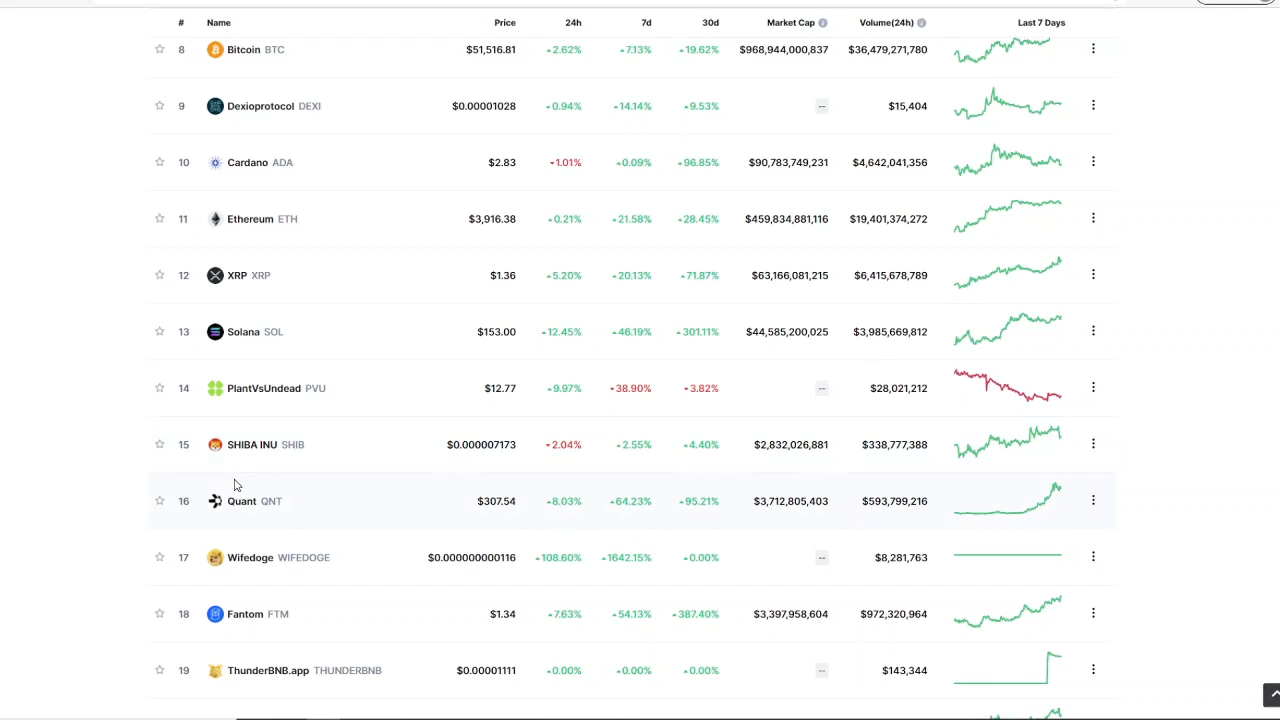 # Name Price 24h 7d 30d Market Cap Volume(24h) Last 7 Days
8 Bitcoin BTC $51,516.81 2.62% 7.13% 19.62% $968,944,000,837 $36,479,271,780
9 Dexioprotocol DEXI $0.00001028 0.94% 14.14% 9.53% -- $15,404
10 Cardano ADA $2.83 1.01% 0.09% 96.85% $90,783,749,231 $4,642,041,356
11 Ethereum ETH $3,916.38 0.21% 21.58% 28.45% $459,834,881,116 $19,401,374,272
12 XRP XRP $1.36 5.20% 20.13% 71.87% $63,166,081,215 $6,415,678,789
13 Solana SOL $153.00 12.45% 46.19% 301.11% $44,585,200,025 $3,985,669,812
14 PlantVsUndead PVU $12.77 9.97% 38.90% 3.82% -- $28,021,212
15 SHIBA INU SHIB $0.000007173 2.04% 2.55% 4.40% $2,832,026,881 $338,777,388
16 Quant QNT $307.54 8.03% 64.23% 95.21% $3,712,805,403 $593,799,216
17 Wifedoge WIFEDOGE $0.000000000116 108.60% 1642.15% 0.00% -- $8,281,763
18 Fantom FTM $1.34 7.63% 54.13% 387.40% $3,397,958,604 $972,320,964
19 ThunderBNB.app THUNDERBNB $0.00001111 0.00% 0.00% 0.00% -- $143,344